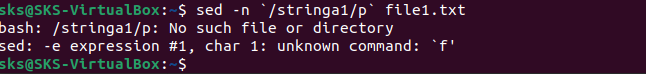 sks@SKS-VirtualBox:~$ sed -n `/stringa1/p` file1.txt
bash: /stringa1/p: No such file or directory
sed: -e expression #1, char 1: unknown command: `f'
sks@SKS-VirtualBox:~$